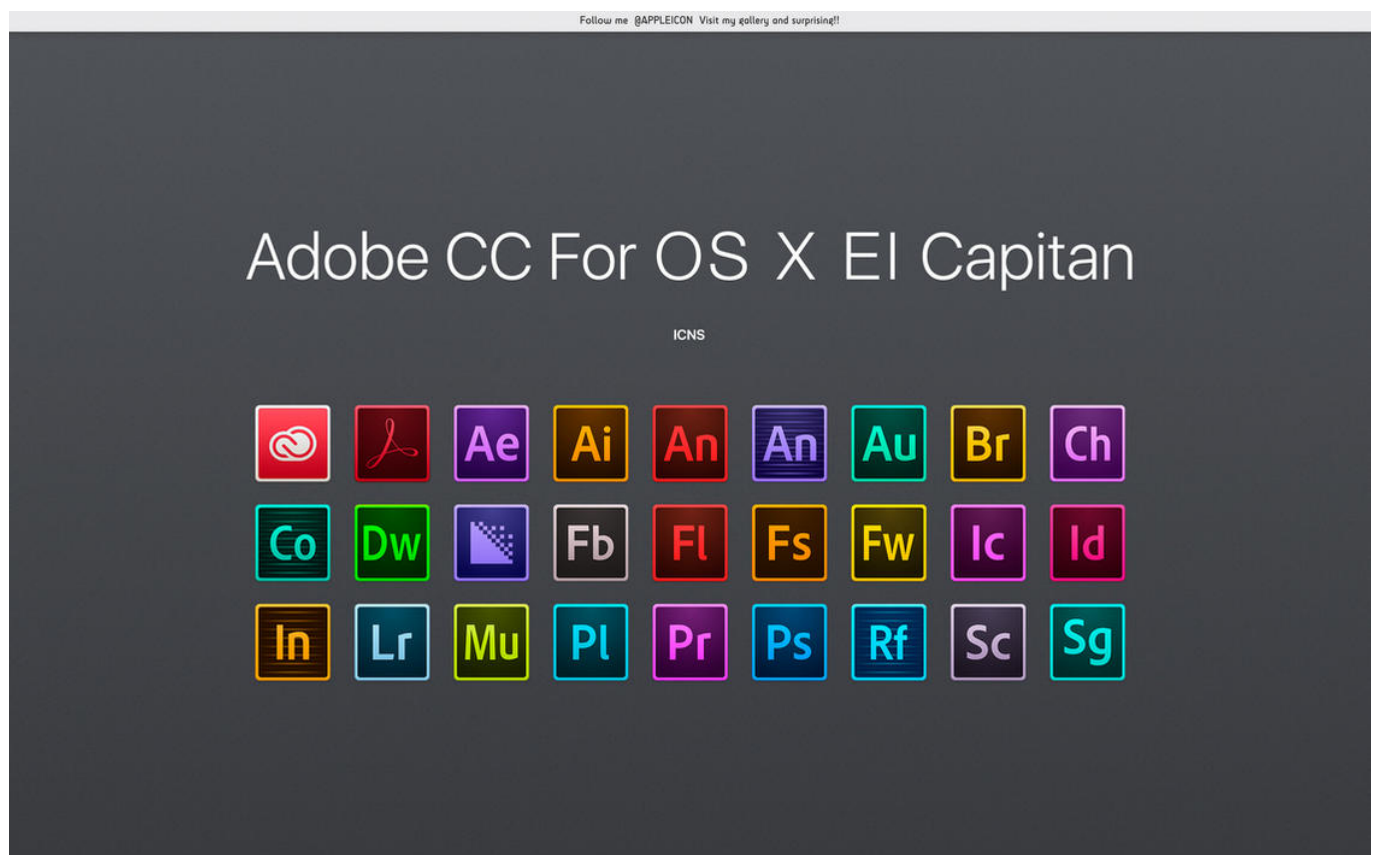 Follow me @APPLEICON Visit my gallery and surprising!!
Adobe CC For OS X El Capitan
ICNS
Ae Ai An An Au Br Ch
Co Dw Fb Fl Fs Fw Ic Id
In Lr Mu Pl Pr Ps Rf Sc Sg